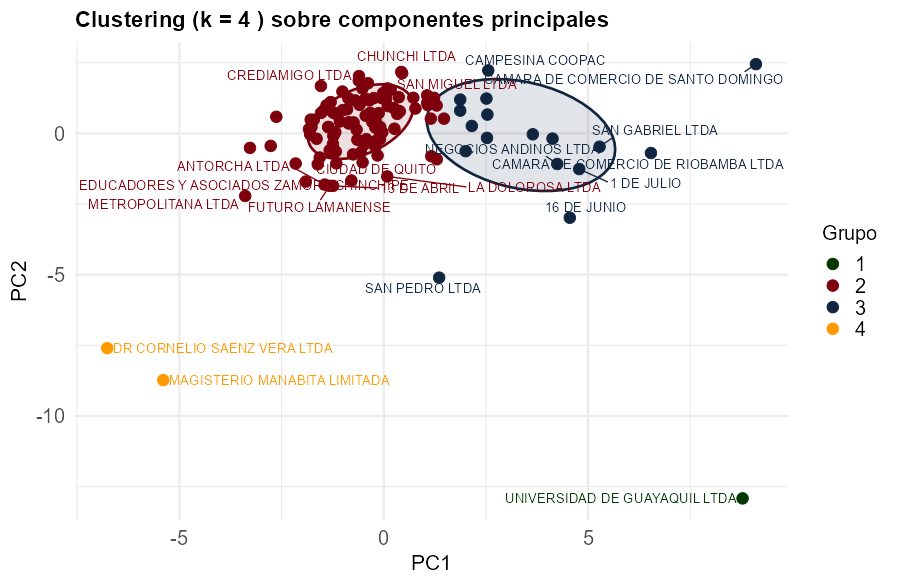 Clustering (k = 4 ) sobre componentes principales
CHUNCHI LTDA
CAMPESINA COOPAC
CREDIAMIGO LTDA
CAMARA DE COMERCIO DE SANTO DOMINGO
SAN MIGUEL LTDA
SAN GABRIEL LTDA
NEGOCIOS ANDINOS LTDA
ANTORCHA LTDA
CIUDAD DE QUITO
CAMARA DE COMERCIO DE RIOBAMBA LTDA
EDUCADORES Y ASOCIADOS ZAMORA CHINCHIPE
13 DE ABRIL
LA DOLOROSA LTDA
1 DE JULIO
METROPOLITANA LTDA
FUTURO LAMANENSE
16 DE JUNIO
SAN PEDRO LTDA
DR CORNELIO SAENZ VERA LTDA
MAGISTERIO MANABITA LIMITADA
UNIVERSIDAD DE GUAYAQUIL LTDA
0
-5
-10
PC2
-5
0
5
PC1
Grupo
1
2
3
4